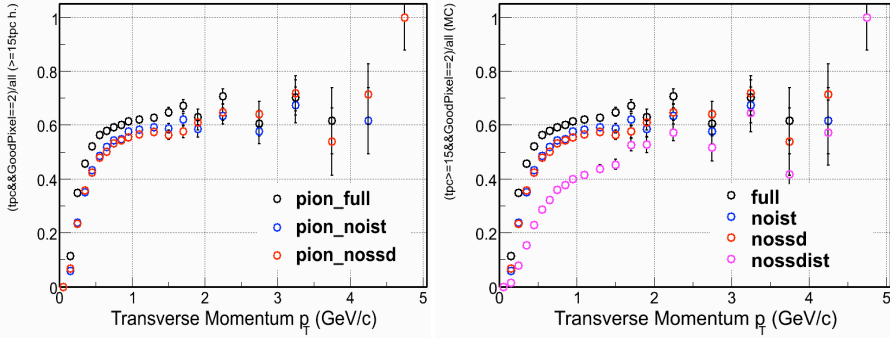 (tpc&&GoodPixel==2)/all (>=15tpc h.)
1
0.8
0.6
0.4
0.2
0
0
1
2
3
4
5
pion_full
pion_noist
pion_nossd
Transverse Momentum p_T (GeV/c)
(tpc>=15&&GoodPixel==2)/all (MC)
1
0.8
0.6
0.4
0.2
0
0
1
2
3
4
5
full
noist
nossd
nossdist
Transverse Momentum p_T (GeV/c)